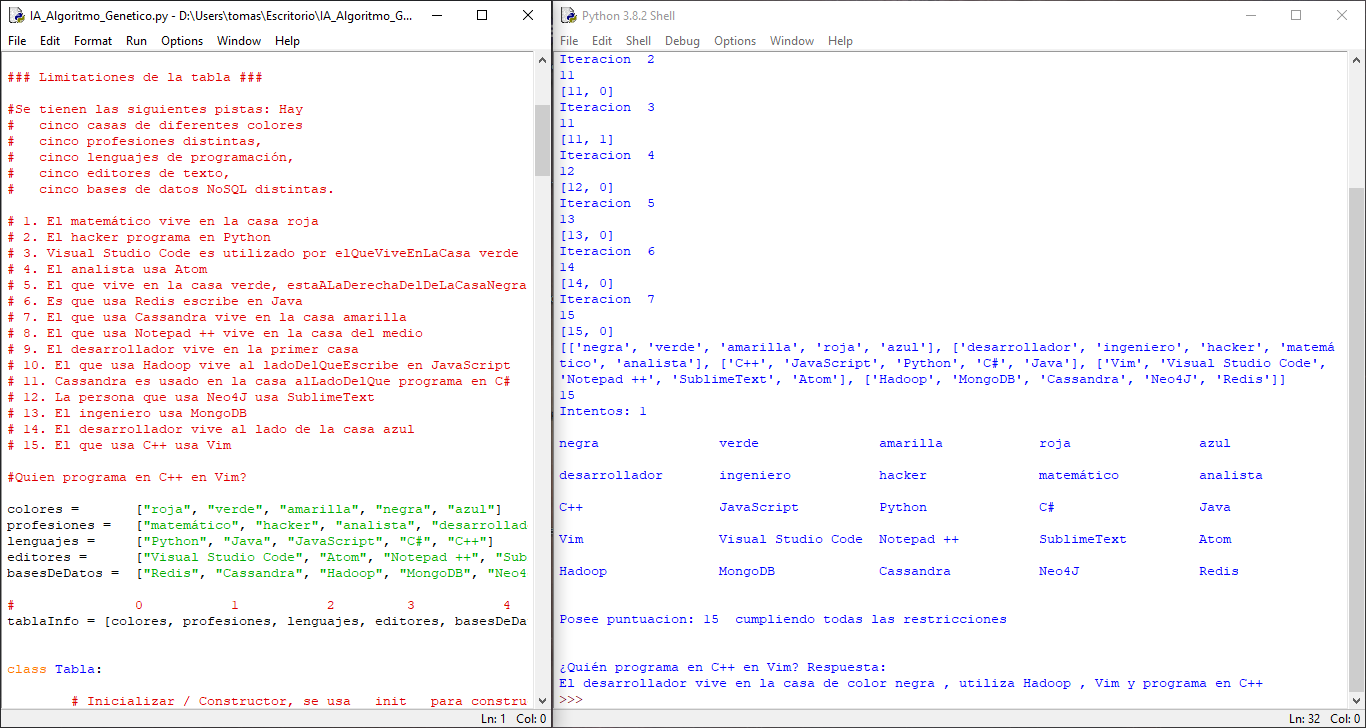 IA_Algoritmo_Genetico.py - D:\Users\tomas\Escritorio\IA_Algoritmo_G...
File Edit Format Run Options Window Help
### Limitationes de la tabla ###
#Se tienen las siguientes pistas: Hay
#   cinco casas de diferentes colores
#   cinco profesiones distintas,
#   cinco lenguajes de programación,
#   cinco editores de texto,
#   cinco bases de datos NoSQL distintas.
# 1. El matemático vive en la casa roja
# 2. El hacker programa en Python
# 3. Visual Studio Code es utilizado por elQueViveEnLaCasa verde
# 4. El analista usa Atom
# 5. El que vive en la casa verde, estaALaDerechaDelDeLaCasaNegra
# 6. Es que usa Redis escribe en Java
# 7. El que usa Cassandra vive en la casa amarilla
# 8. El que usa Notepad ++ vive en la casa del medio
# 9. El desarrollador vive en la primer casa
# 10. El que usa Hadoop vive al ladoDelQueEscribe en JavaScript
# 11. Cassandra es usado en la casa alLadoDelQue programa en C#
# 12. La persona que usa Neo4J usa SublimeText
# 13. El ingeniero usa MongoDB
# 14. El desarrollador vive al lado de la casa azul
# 15. El que usa C++ usa Vim
#Quien programa en C++ en Vim?
colores =       ["roja", "verde", "amarilla", "negra", "azul"]
profesiones =   ["matemático", "hacker", "analista", "desarrollad
lenguajes =     ["Python", "Java", "JavaScript", "C#", "C++"]
editores =      ["Visual Studio Code", "Atom", "Notepad ++", "Sub
basesDeDatos =  ["Redis", "Cassandra", "Hadoop", "MongoDB", "Neo4
#               0           1           2         3           4
tablaInfo = [colores, profesiones, lenguajes, editores, basesDeDa
class Tabla:
# Inicializar / Constructor, se usa   init   para constru
Ln: 1 Col: 0
Python 3.8.2 Shell
File Edit Shell Debug Options Window Help
Iteracion  2
11
[11, 0]
Iteracion  3
11
[11, 1]
Iteracion  4
12
[12, 0]
Iteracion  5
13
[13, 0]
Iteracion  6
14
[14, 0]
Iteracion  7
15
[15, 0]
[['negra', 'verde', 'amarilla', 'roja', 'azul'], ['desarrollador', 'ingeniero', 'hacker', 'matemá
tico', 'analista'], ['C++', 'JavaScript', 'Python', 'C#', 'Java'], ['Vim', 'Visual Studio Code',
'Notepad ++', 'SublimeText', 'Atom'], ['Hadoop', 'MongoDB', 'Cassandra', 'Neo4J', 'Redis']]
15
Intentos: 1
negra verde amarilla roja azul
desarrollador ingeniero hacker matemático analista
C++ JavaScript Python C# Java
Vim Visual Studio Code Notepad ++ SublimeText Atom
Hadoop MongoDB Cassandra Neo4J Redis
Posee puntuacion: 15  cumpliendo todas las restricciones
¿Quién programa en C++ en Vim? Respuesta:
El desarrollador vive en la casa de color negra , utiliza Hadoop , Vim y programa en C++
>>>
Ln: 32 Col: 0